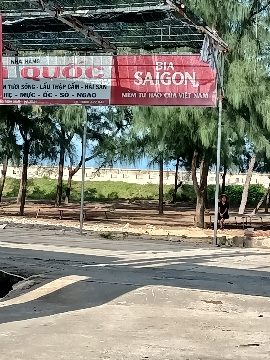 NHÀ HÀNG
QUỐC
TƯƠI SỐNG - LẨU THẬP CẨM - HẢI SẢN
MỰC - ỐC - SÒ - NGAO
BIA
SAIGON
NIỀM TỰ HÀO CỦA VIỆT NAM